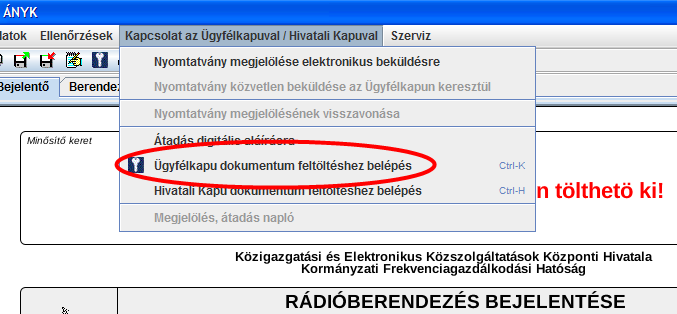 ÁNYK
latok Ellenőrzések Kapcsolat az Ügyfélkapuval / Hivatali Kapuval Szerviz
Nyomtatvány megjelölése elektronikus beküldésre
Bejelentő Berendez
Nyomtatvány közvetlen beküldése az Ügyfélkapun keresztül
Nyomtatvány megjelölésének visszavonása
Minősítő keret
Átadás digitális aláírásra
Ügyfélkapu dokumentum feltöltéshez belépés Ctrl-K
Hivatali Kapu dokumentum feltöltéshez belépés Ctrl-H
n tölthető ki!
Megjelölés, átadás napló
Közigazgatási és Elektronikus Közszolgáltatások Központi Hivatala
Kormányzati Frekvenciagazdálkodási Hatóság
RÁDIÓBERENDEZÉS BEJELENTÉSE